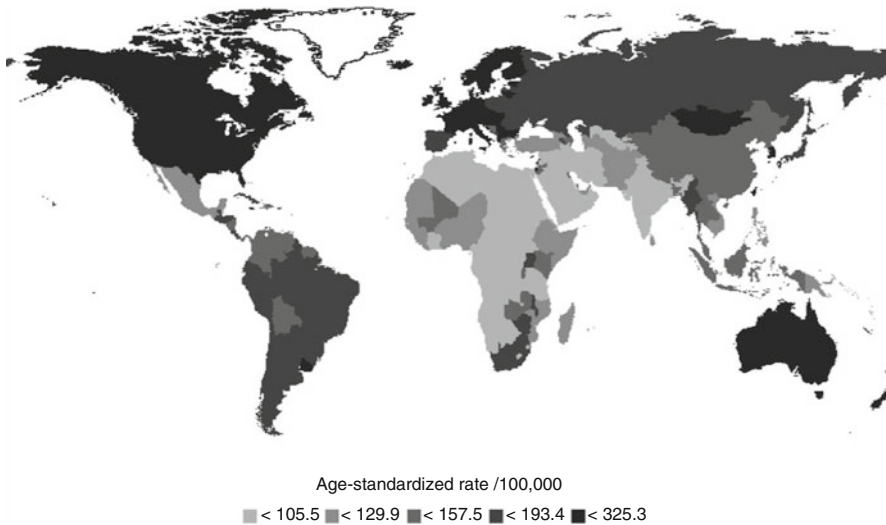 Age-standardized rate /100,000
< 105.5 < 129.9 < 157.5 < 193.4 < 325.3